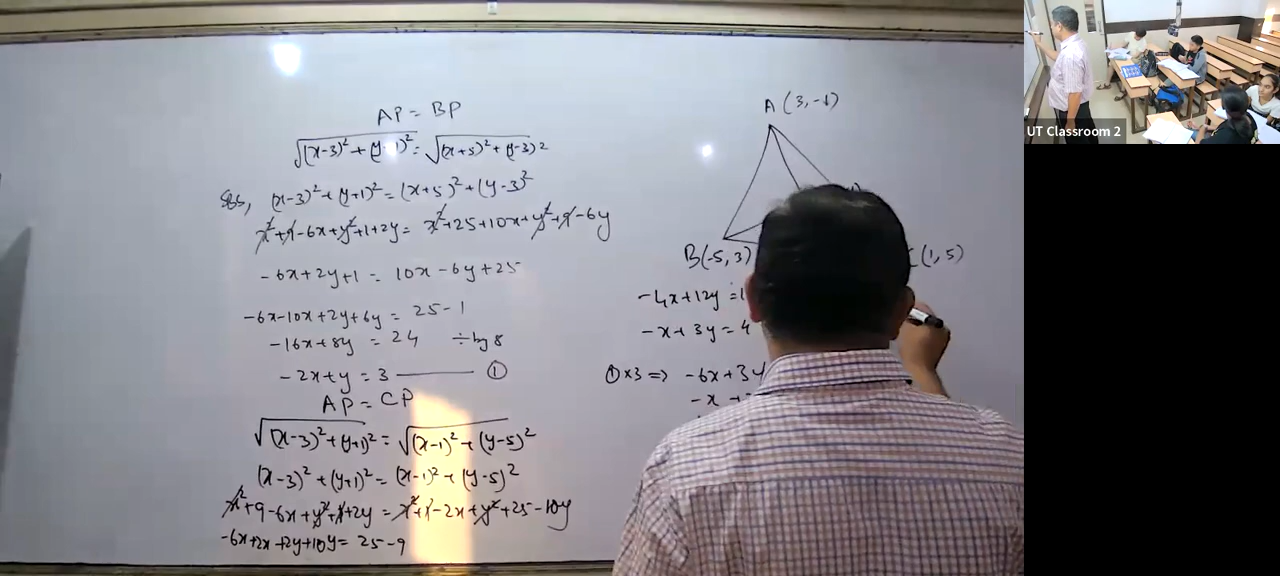 AP = BP
√(x-3)²+(y+1)² = √(x+5)²+(y-3)2
SBS, (x-3)²+(y+1)² = (x+5)²+(y-3)²
x²+9-6x+y²+1+2y = x²+25+10x+y²+9-6y
-6x+2y+1 = 10x-6y+25
-6x-10x+2y+6y = 25-1
-16x+8y = 24 ÷ by 8
-2x+y = 3 ——— ①
AP = CP
√(x-3)²+(y+1)² = √(x-1)²+(y-5)²
(x-3)²+(y+1)² = (x-1)²+(y-5)²
x²+9-6x+y²+1+2y = x²+1-2x+y²+25-10y
-6x+2x+2y+10y = 25-9
A (3,-1)
B(-5,3)
(1,5)
-4x+12y = 1
-x+3y = 4
①×3 ⇒ -6x+3y
-x
UT Classroom 2